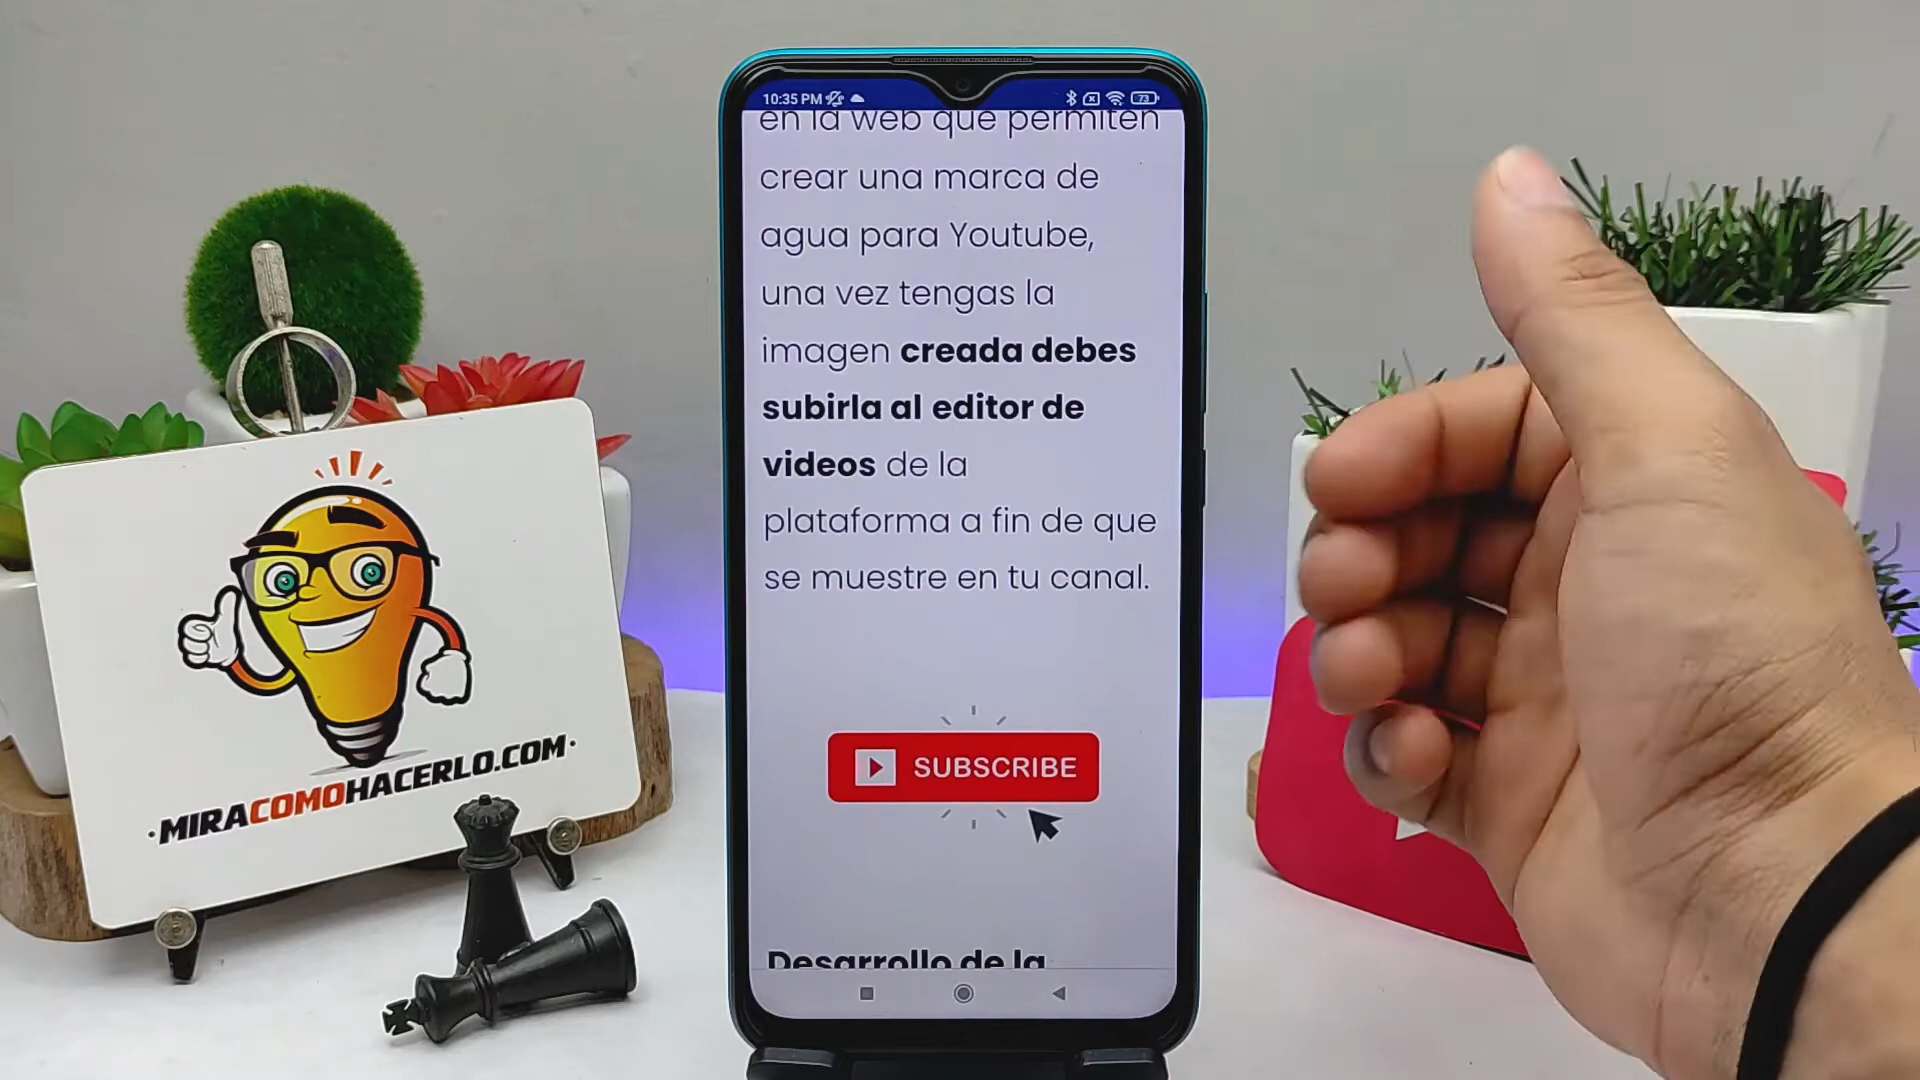 10:35 PM
73
en la web que permiten
crear una marca de
agua para Youtube,
una vez tengas la
imagen creada debes
subirla al editor de
videos de la
plataforma a fin de que
se muestre en tu canal.
SUBSCRIBE
Desarrollo de la
·MIRACOMOHACERLO.COM·